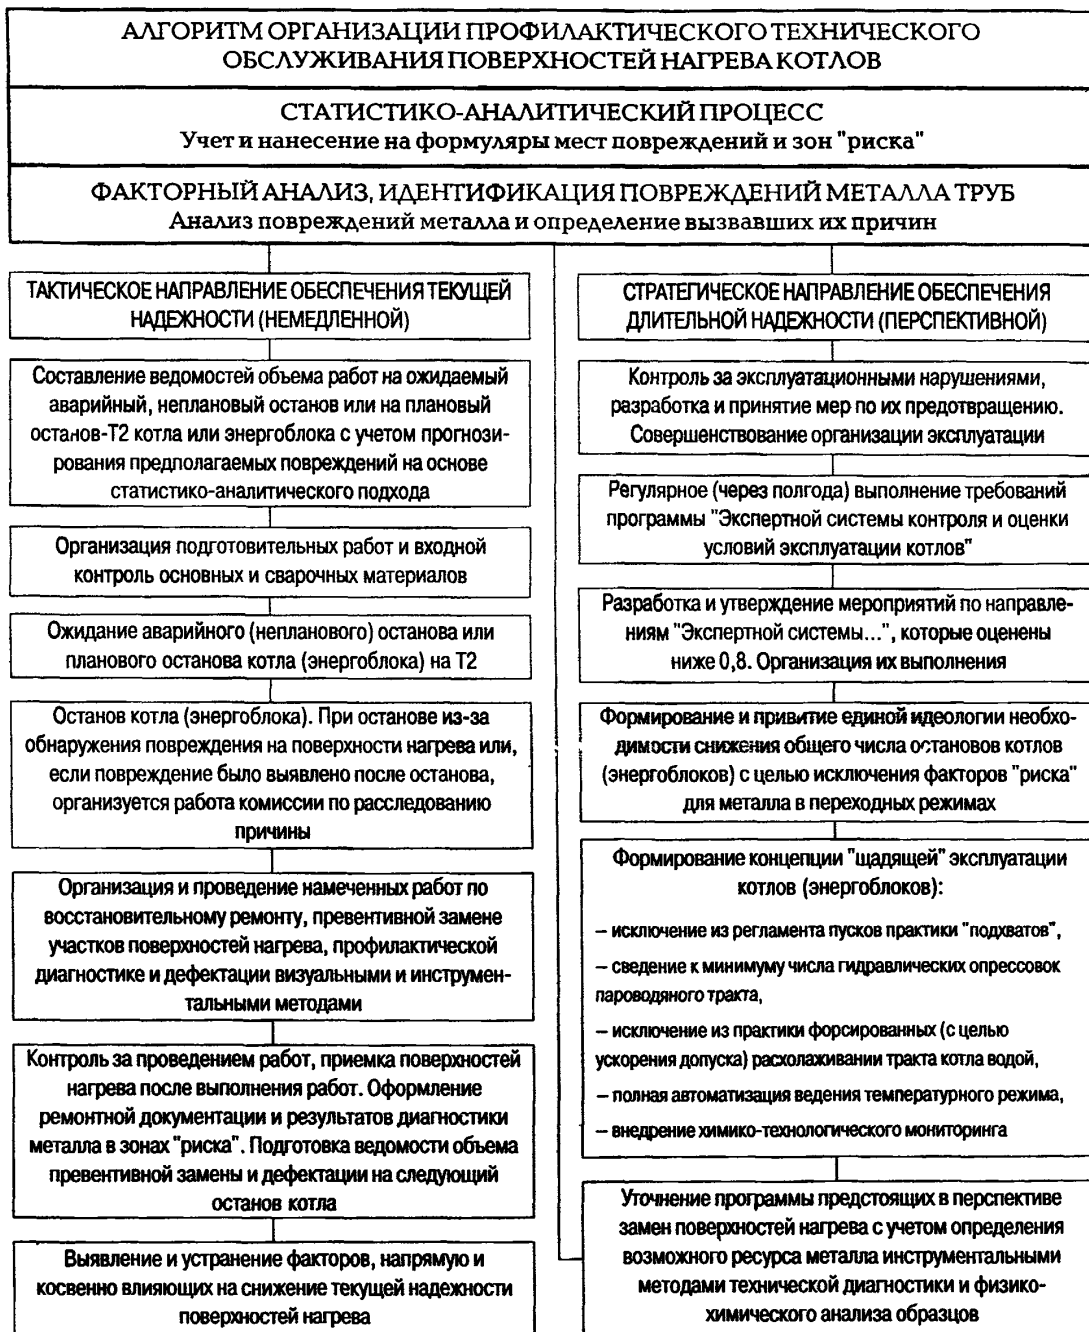 АЛГОРИТМ ОРГАНИЗАЦИИ ПРОФИЛАКТИЧЕСКОГО ТЕХНИЧЕСКОГО
ОБСЛУЖИВАНИЯ ПОВЕРХНОСТЕЙ НАГРЕВА КОТЛОВ
СТАТИСТИКО-АНАЛИТИЧЕСКИЙ ПРОЦЕСС
Учет и нанесение на формуляры мест повреждений и зон "риска"
ФАКТОРНЫЙ АНАЛИЗ, ИДЕНТИФИКАЦИЯ ПОВРЕЖДЕНИЙ МЕТАЛЛА ТРУБ
Анализ повреждений металла и определение вызвавших их причин
ТАКТИЧЕСКОЕ НАПРАВЛЕНИЕ ОБЕСПЕЧЕНИЯ ТЕКУЩЕЙ
НАДЕЖНОСТИ (НЕМЕДЛЕННОЙ)
Составление ведомостей объема работ на ожидаемый
аварийный, неплановый останов или на плановый
останов-Т2 котла или энергоблока с учетом прогнози-
рования предполагаемых повреждений на основе
статистико-аналитического подхода
Организация подготовительных работ и входной
контроль основных и сварочных материалов
Ожидание аварийного (непланового) останова или
планового останова котла (энергоблока) на Т2
Останов котла (энергоблока). При останове из-за
обнаружения повреждения на поверхности нагрева или,
если повреждение было выявлено после останова,
организуется работа комиссии по расследованию
причины
Организация и проведение намеченных работ по
восстановительному ремонту, превентивной замене
участков поверхностей нагрева, профилактической
диагностике и дефектации визуальными и инструмен-
тальными методами
Контроль за проведением работ, приемка поверхностей
нагрева после выполнения работ. Оформление
ремонтной документации и результатов диагностики
металла в зонах "риска". Подготовка ведомости объема
превентивной замены и дефектации на следующий
останов котла
Выявление и устранение факторов, напрямую и
косвенно влияющих на снижение текущей надежности
поверхностей нагрева
СТРАТЕГИЧЕСКОЕ НАПРАВЛЕНИЕ ОБЕСПЕЧЕНИЯ
ДЛИТЕЛЬНОЙ НАДЕЖНОСТИ (ПЕРСПЕКТИВНОЙ)
Контроль за эксплуатационными нарушениями,
разработка и принятие мер по их предотвращению.
Совершенствование организации эксплуатации
Регулярное (через полгода) выполнение требований
программы "Экспертной системы контроля и оценки
условий эксплуатации котлов"
Разработка и утверждение мероприятий по направле-
ниям "Экспертной системы...", которые оценены
ниже 0,8. Организация их выполнения
Формирование и привитие единой идеологии необхо-
димости снижения общего числа остановов котлов
(энергоблоков) с целью исключения факторов "риска"
для металла в переходных режимах
Формирование концепции "щадящей" эксплуатации
котлов (энергоблоков):
– исключение из регламента пусков практики "подхватов",
– сведение к минимуму числа гидравлических опрессовок
пароводяного тракта,
– исключение из практики форсированных (с целью
ускорения допуска) расхолаживании тракта котла водой,
– полная автоматизация ведения температурного режима,
– внедрение химико-технологического мониторинга
Уточнение программы предстоящих в перспективе
замен поверхностей нагрева с учетом определения
возможного ресурса металла инструментальными
методами технической диагностики и физико-
химического анализа образцов